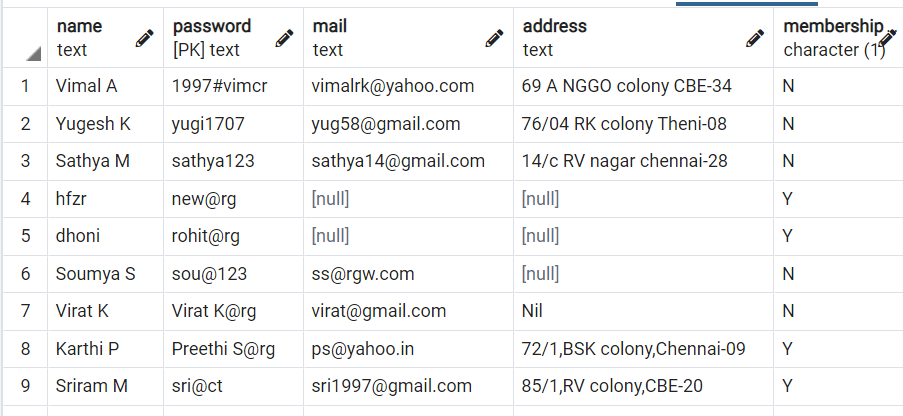 name password mail address membership
text [PK] text text text character (1)
1 Vimal A 1997#vimcr vimalrk@yahoo.com 69 A NGGO colony CBE-34 N
2 Yugesh K yugi1707 yug58@gmail.com 76/04 RK colony Theni-08 N
3 Sathya M sathya123 sathya14@gmail.com 14/c RV nagar chennai-28 N
4 hfzr new@rg [null] [null] Y
5 dhoni rohit@rg [null] [null] Y
6 Soumya S sou@123 ss@rgw.com [null] N
7 Virat K Virat K@rg virat@gmail.com Nil N
8 Karthi P Preethi S@rg ps@yahoo.in 72/1,BSK colony,Chennai-09 Y
9 Sriram M sri@ct sri1997@gmail.com 85/1,RV colony,CBE-20 Y